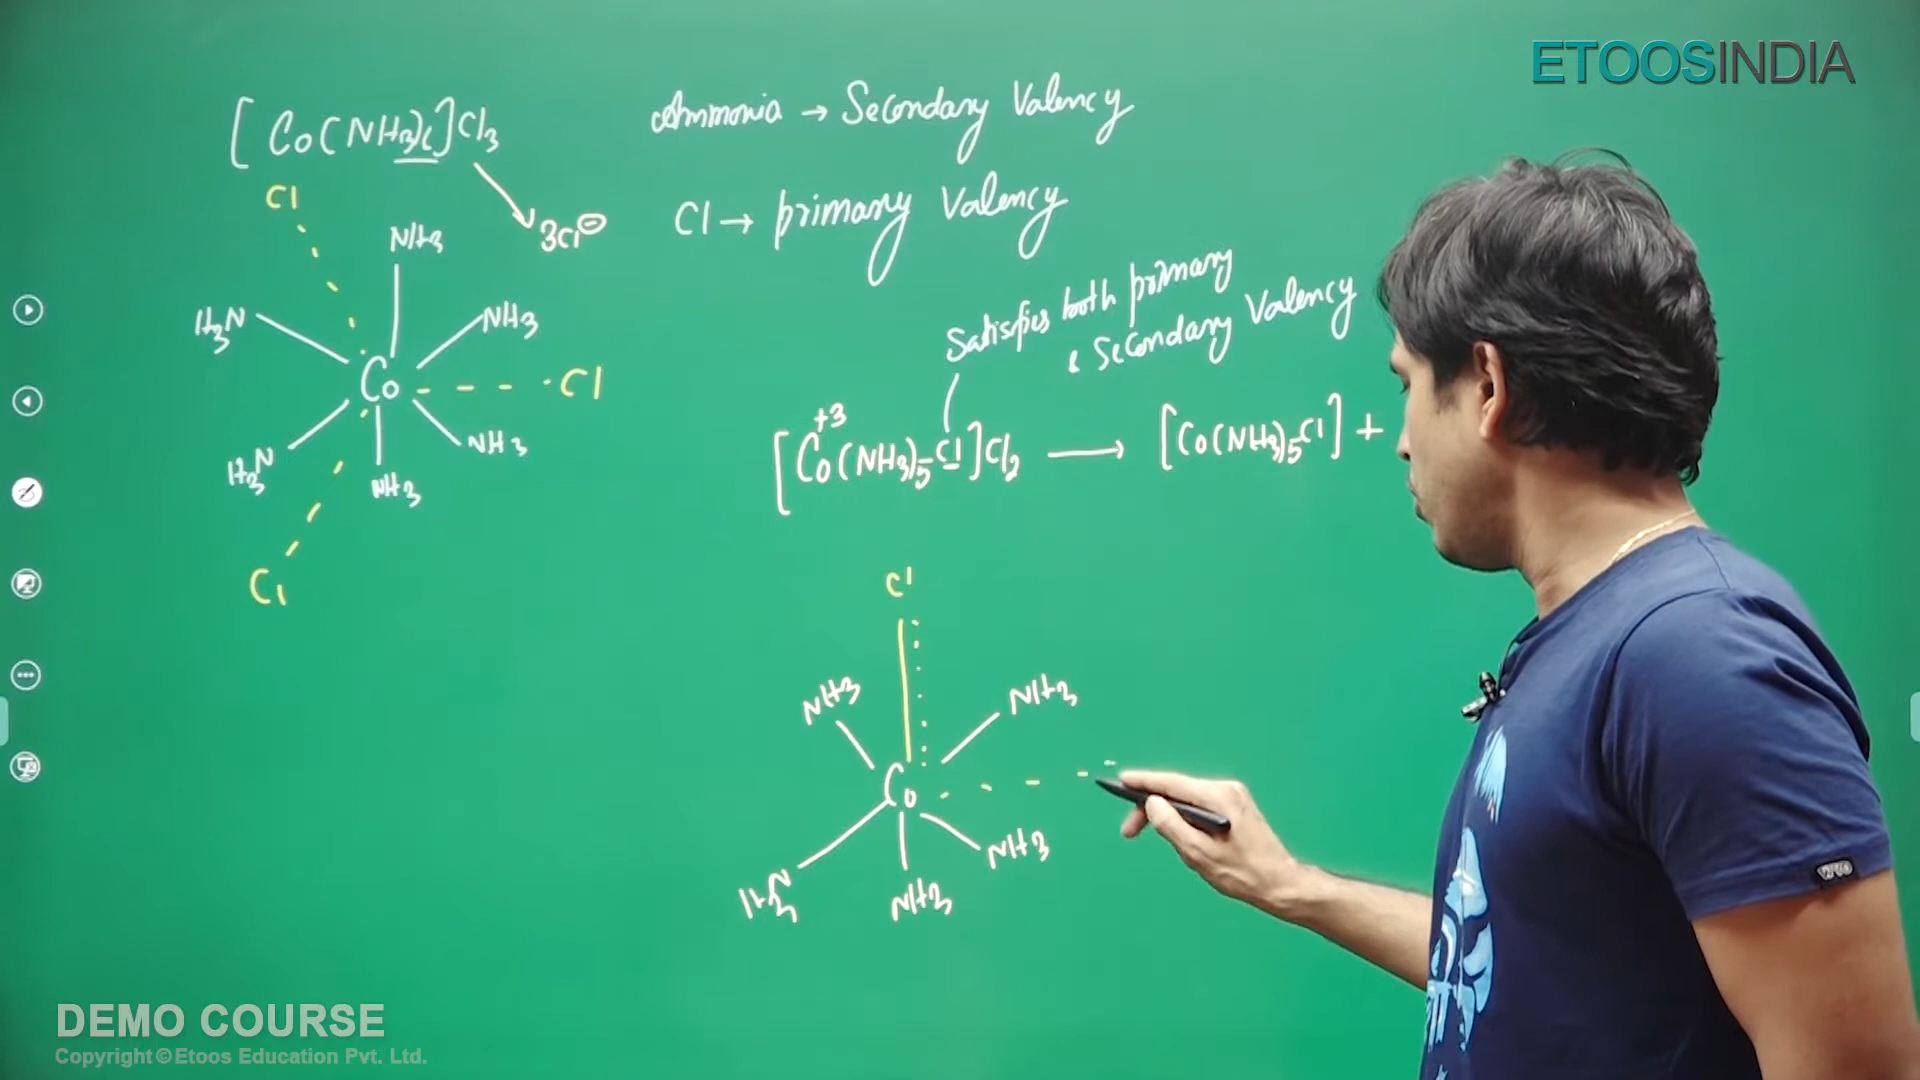 ETOOSINDIA
[Co(NH3)6]Cl3
3Cl⊖
Ammonia → Secondary Valency
Cl → primary Valency
Cl
NH3
H3N
NH3
Co
Cl
H3N
NH3
NH3
Cl
Satisfies both primary
& Secondary Valency
+3
[Co(NH3)5Cl]Cl2 → [Co(NH3)5Cl] +
Cl
NH3
NH3
Co
H3N
NH3
NH3
DEMO COURSE
Copyright © Etoos Education Pvt. Ltd.